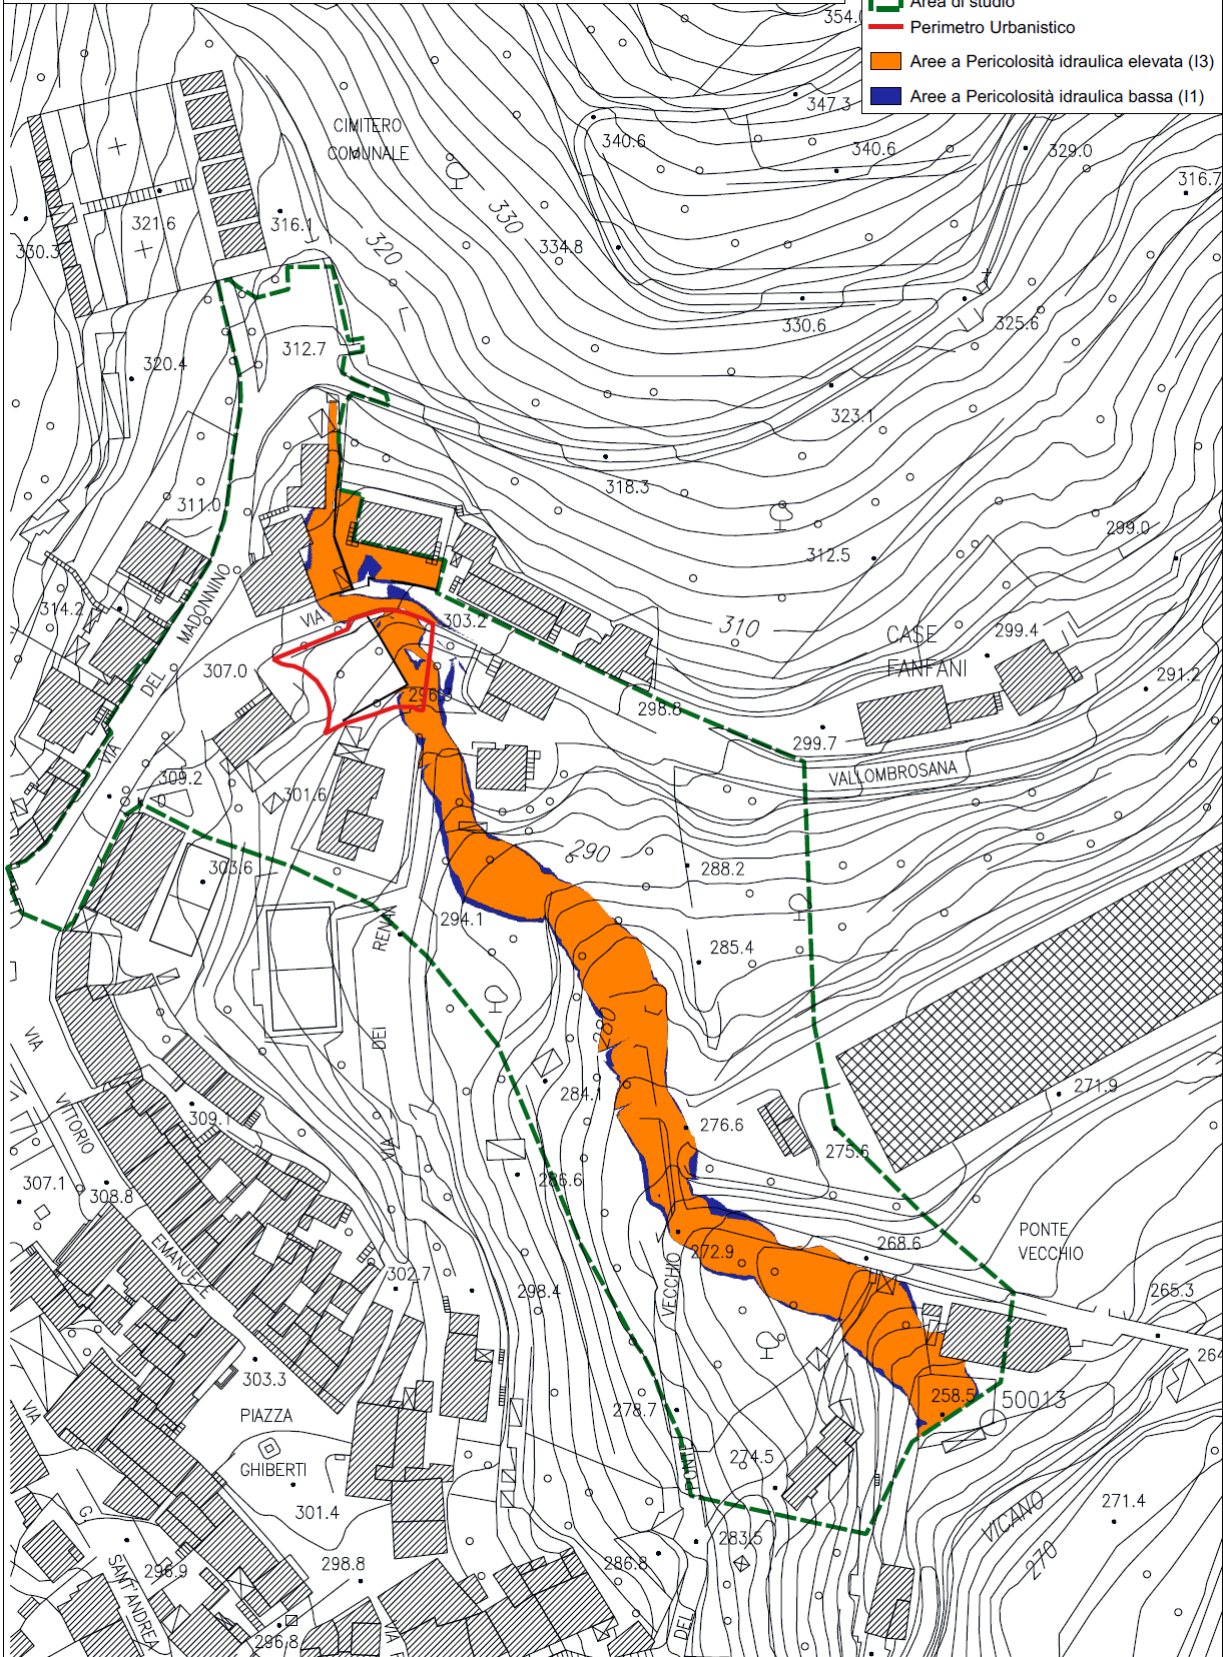 Area di studio
Perimetro Urbanistico
Aree a Pericolosità idraulica elevata (I3)
Aree a Pericolosità idraulica bassa (I1)
347.3
CIMITERO
COMUNALE
340.6
340.6
329.0
316.7
321.6
316.1
330
330.3
320
334.8
330.6
325.6
312.7
320.4
323.1
318.3
311.0
299.0
312.5
314.2
MADONNINO
VIA
303.2
310
CASE
FANFANI
299.4
307.0
DEL
291.2
298.8
VIA
299.7
VALLOMBROSANA
309.2
301.6
290
303.6
288.2
294.1
RENAI
285.4
280
VIA
DEI
271.9
284.1
VITTORIO
309.1
276.6
VIA
275.6
307.1
308.8
286.6
PONTE
VECCHIO
EMANUELE
272.9
268.6
302.7
298.4
VECCHIO
265.3
264
303.3
258.5
50013
VIA
PIAZZA
278.7
GHIBERTI
274.5
PONTE
301.4
271.4
VICANO
G.
283.5
298.8
286.8
270
296.9
SANT'ANDREA
296.8
VIA
DEL